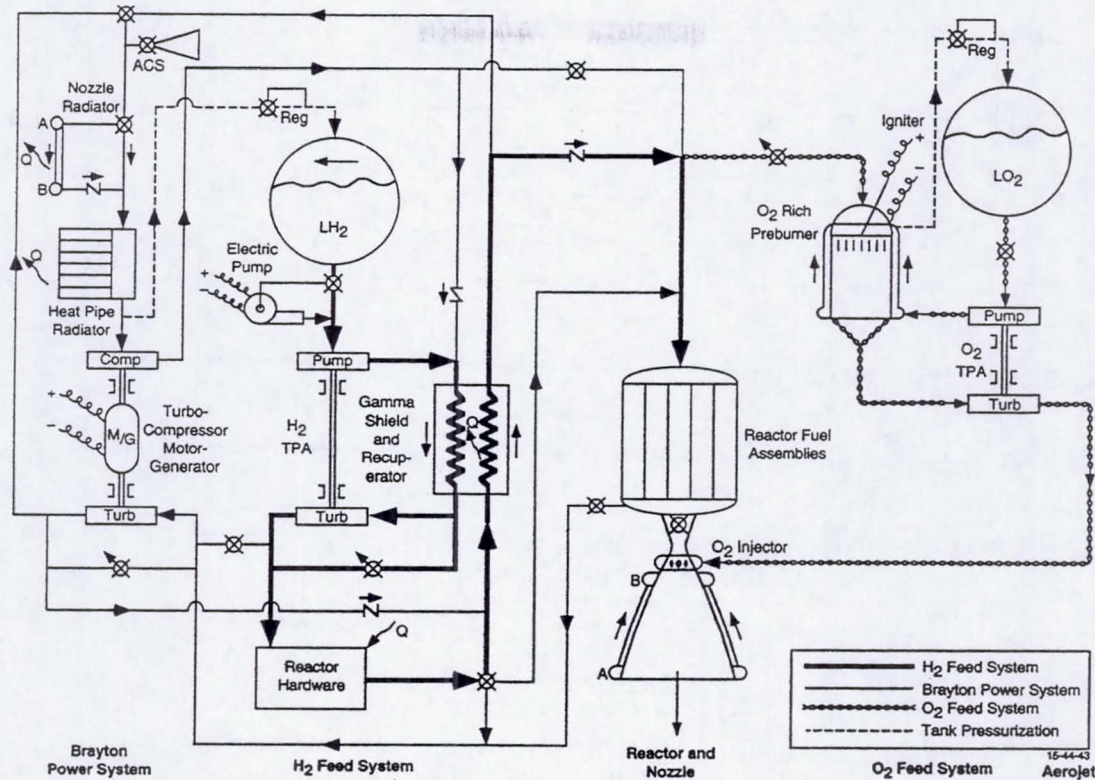 ACS
Nozzle
Radiator
A
Q
B
Q
Heat Pipe
Radiator
Comp
+
−
M/G
Turbo-
Compressor
Motor-
Generator
Turb
Reg
LH2
Electric
Pump
+
−
Pump
H2
TPA
Turb
Gamma
Shield
and
Recup-
erator
Q
Reactor
Hardware
Q
Reactor Fuel
Assemblies
O2 Injector
B
A
Reg
Igniter
+
−
LO2
O2 Rich
Preburner
Pump
O2
TPA
Turb
H2 Feed System
Brayton Power System
O2 Feed System
Tank Pressurization
15-44-43
Brayton
Power System
H2 Feed System
Reactor and
Nozzle
O2 Feed System
Aerojet